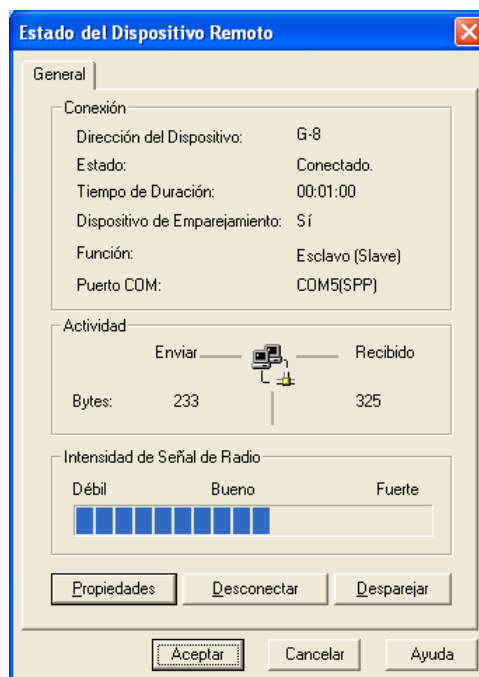 Estado del Dispositivo Remoto
General
Conexión
Dirección del Dispositivo: G-8
Estado: Conectado.
Tiempo de Duración: 00:01:00
Dispositivo de Emparejamiento: Sí
Función: Esclavo (Slave)
Puerto COM: COM5(SPP)
Actividad
Enviar Recibido
Bytes: 233 325
Intensidad de Señal de Radio
Débil Bueno Fuerte
Propiedades Desconectar Desparejar
Aceptar Cancelar Ayuda